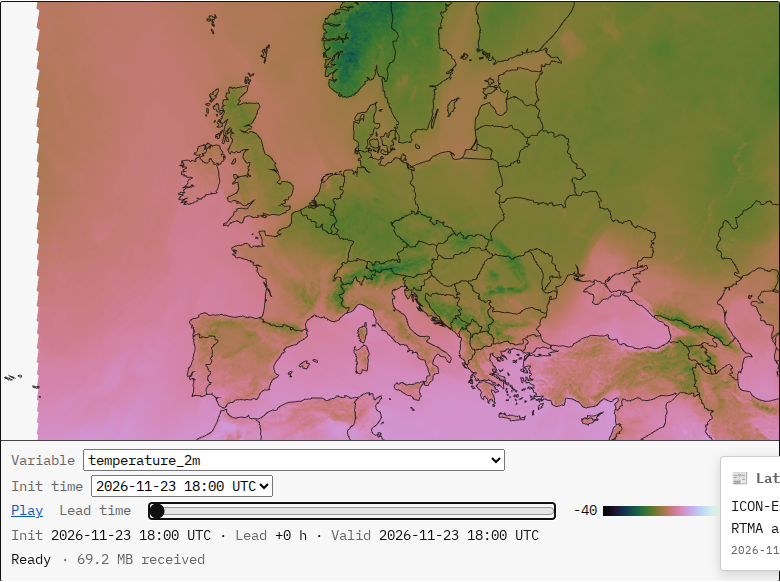 Variable temperature_2m
Init time 2026-11-23 18:00 UTC
Play Lead time -40
Init 2026-11-23 18:00 UTC · Lead +0 h · Valid 2026-11-23 18:00 UTC
Ready · 69.2 MB received
Lat
ICON-E
RTMA a
2026-11